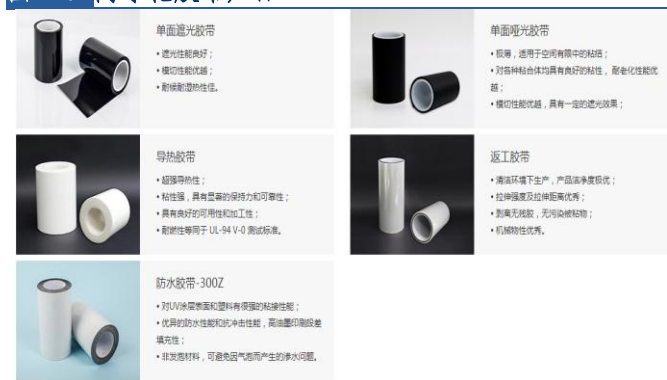 单面遮光胶带
• 遮光性能良好；
• 模切性能优越；
• 耐候耐湿热性佳。
单面哑光胶带
• 极薄，适用于空间有限中的粘结；
• 对各种粘合体均具有良好的粘性，耐老化性能优
越；
• 模切性能优越，具有一定的遮光效果；
导热胶带
• 超强导热性；
• 粘性强，具有显著的保持力和可靠性；
• 具有良好的可用性和加工性；
• 耐燃性等同于 UL-94 V-0 测试标准。
返工胶带
• 清洁环境下生产，产品洁净度极优；
• 拉伸强度及拉伸距离优秀；
• 剥离无残胶，无污染被粘物；
• 机械物性优秀。
防水胶带-300Z
• 对UV涂层表面和塑料有很强的粘接性能；
• 优异的防水性能和抗冲击性能，高油墨印刷段差
填充性；
• 非发泡材料，可避免因气泡而产生的渗水问题。